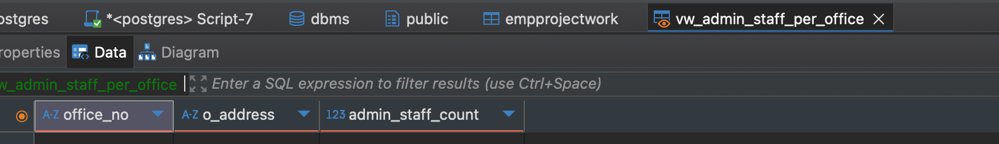 ostgres *<postgres> Script-7 dbms public empprojectwork vw_admin_staff_per_office
roperties Data Diagram
w_admin_staff_per_office Enter a SQL expression to filter results (use Ctrl+Space)
A-Z office_no A-Z o_address 123 admin_staff_count